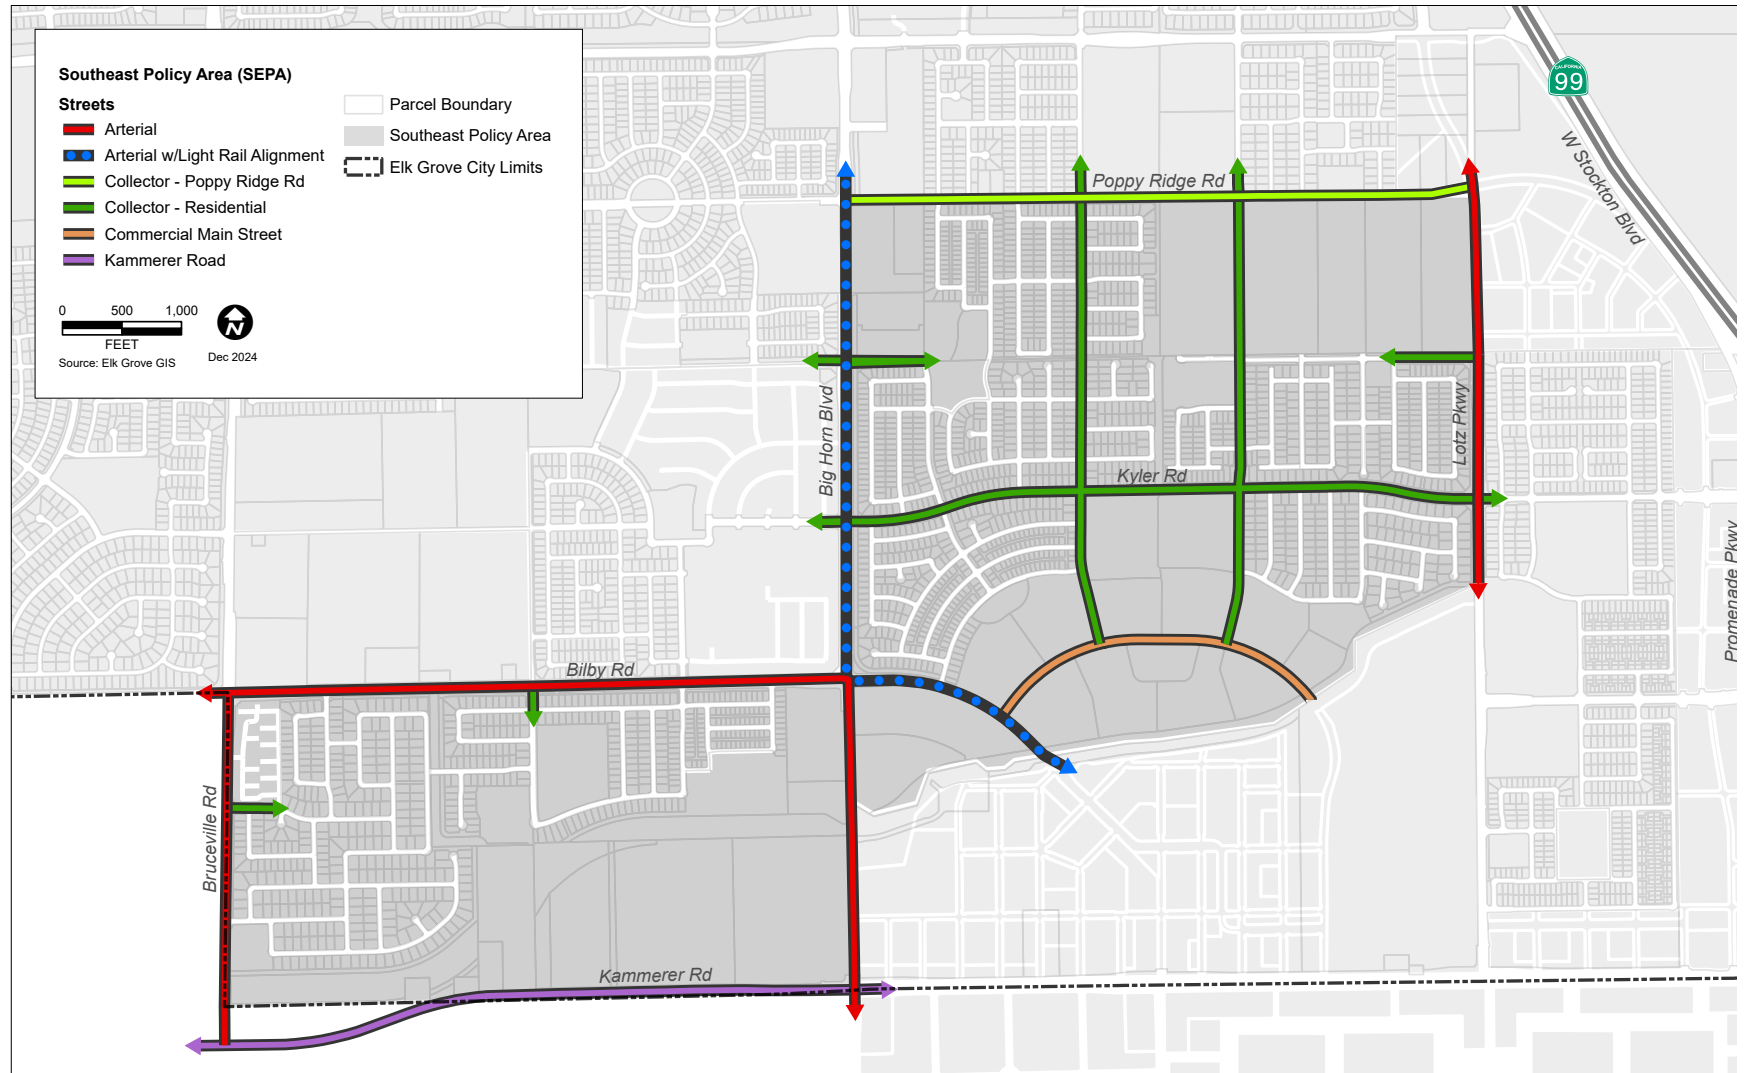 Southeast Policy Area (SEPA)
Streets
Arterial
Arterial w/Light Rail Alignment
Collector - Poppy Ridge Rd
Collector - Residential
Commercial Main Street
Kammerer Road
Parcel Boundary
Southeast Policy Area
Elk Grove City Limits
0 500 1,000
FEET
Source: Elk Grove GIS
N
Dec 2024
CALIFORNIA
99
W Stockton Blvd
Poppy Ridge Rd
Big Horn Blvd
Lotz Pkwy
Kyler Rd
Promenade Pkwy
Bilby Rd
Bruceville Rd
Kammerer Rd